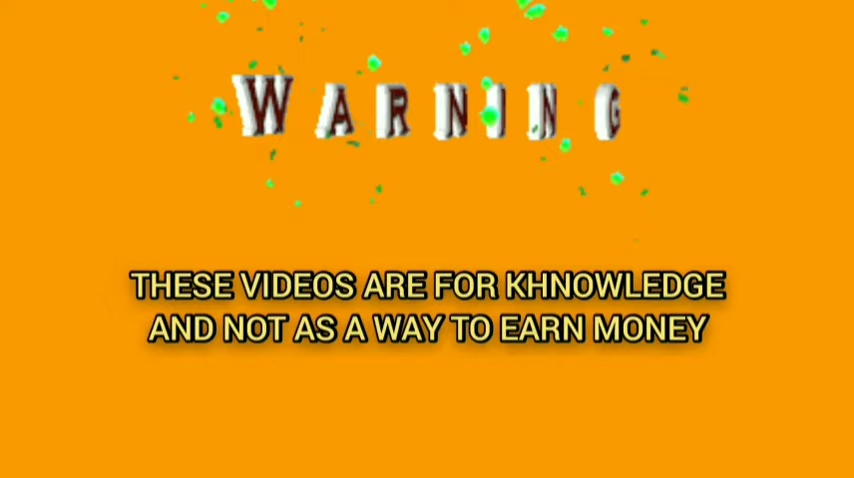 WARNING
THESE VIDEOS ARE FOR KHNOWLEDGE
AND NOT AS A WAY TO EARN MONEY